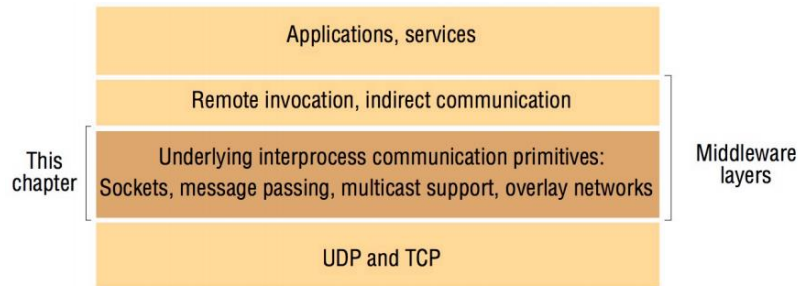 Applications, services
Remote invocation, indirect communication
This
chapter
Underlying interprocess communication primitives:
Sockets, message passing, multicast support, overlay networks
Middleware
layers
UDP and TCP